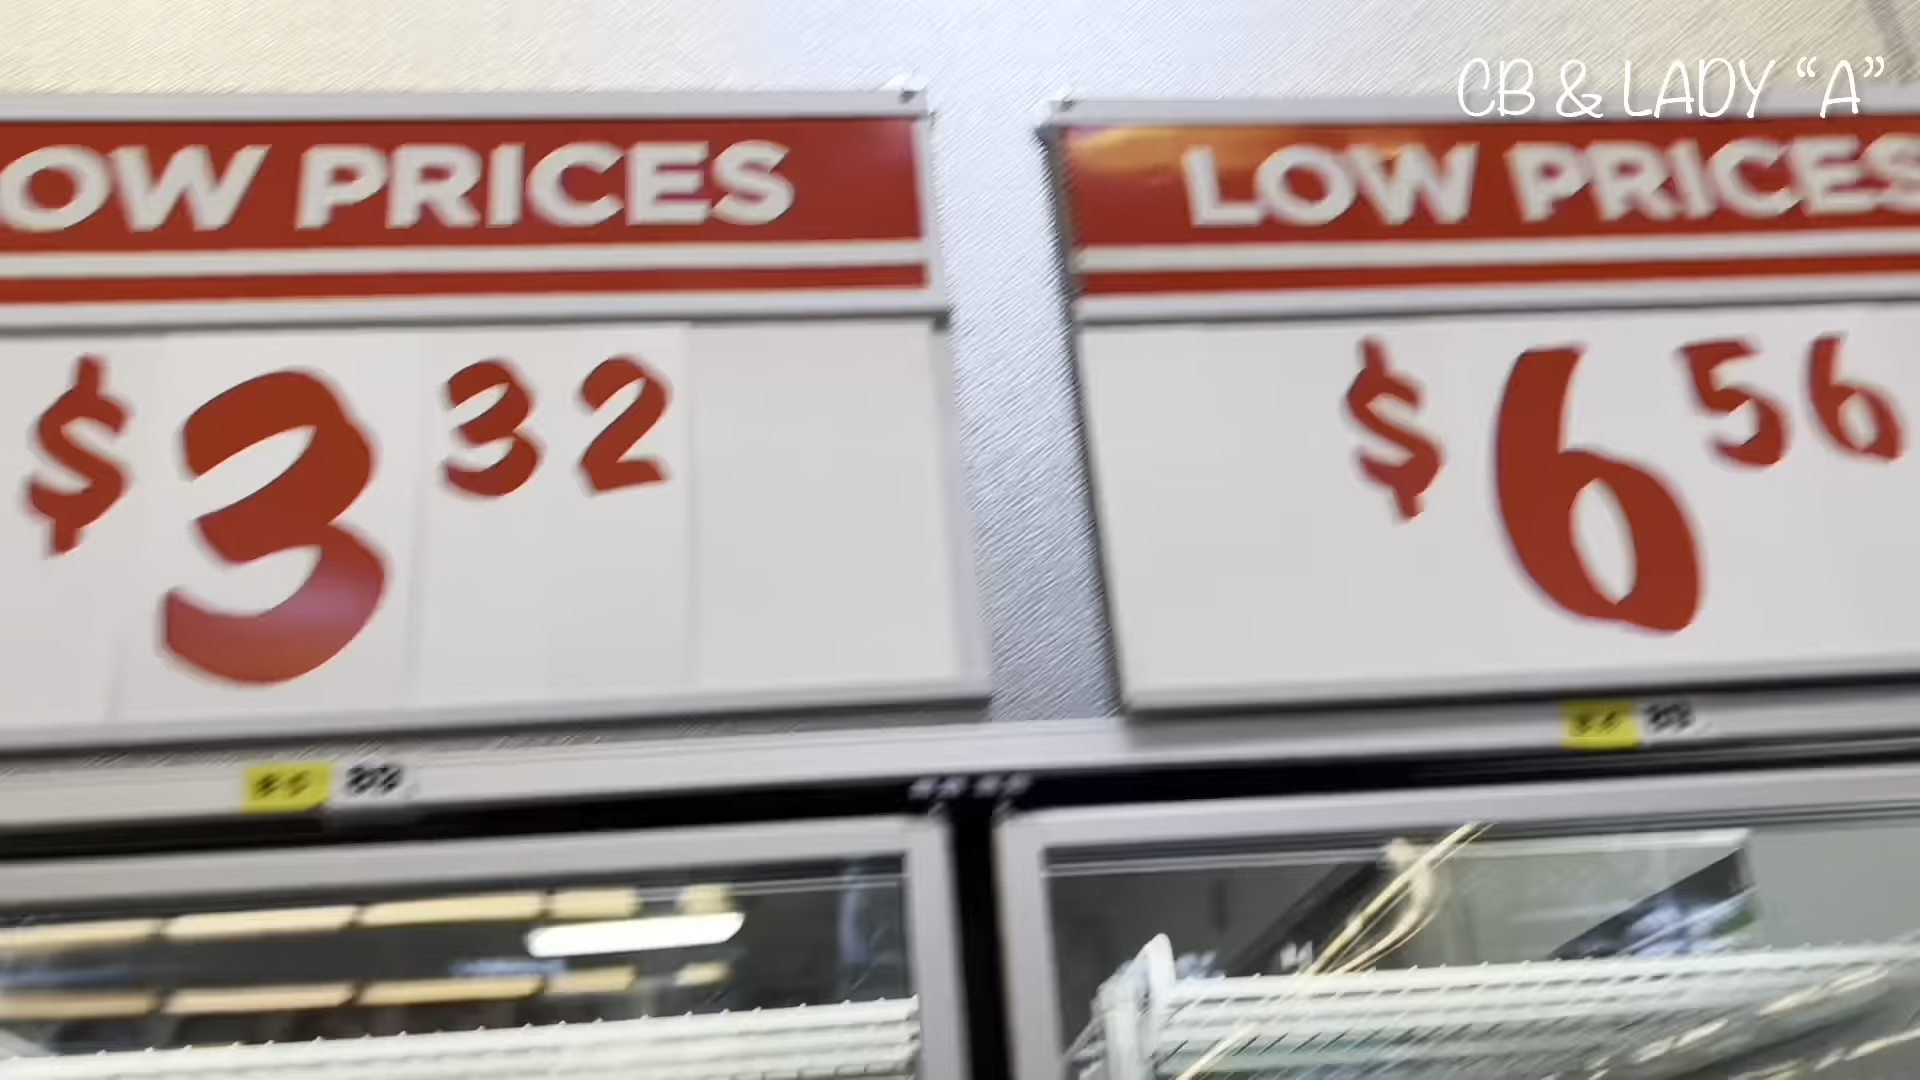 CB & LADY “A”
OW PRICES
$3 32
LOW PRICES
$6 56